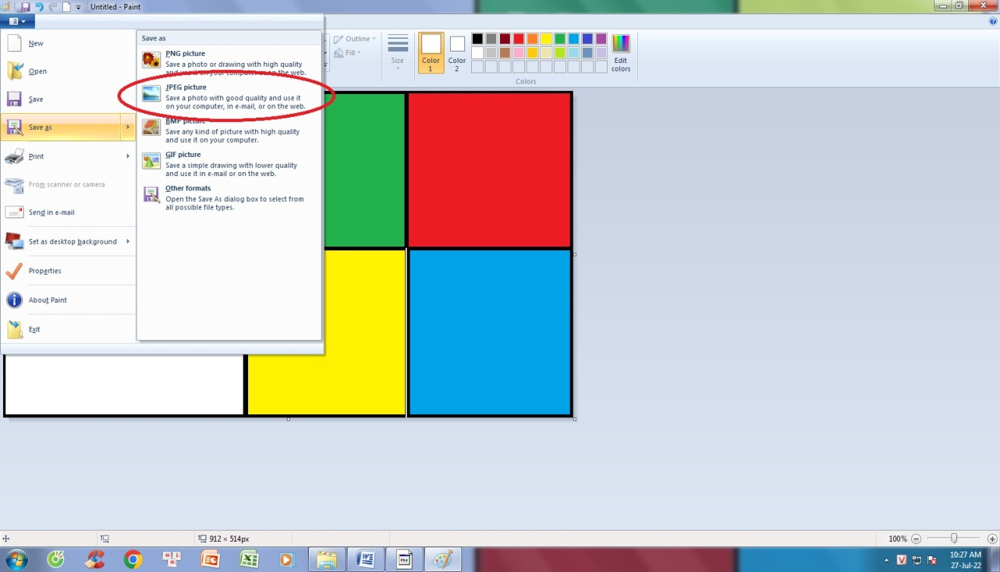 Untitled - Paint
New
Open
Save
Save as
Print
From scanner or camera
Send in e-mail
Set as desktop background
Properties
About Paint
Exit
Save as
PNG picture
Save a photo or drawing with high quality
and use it on your computer or on the web.
JPEG picture
Save a photo with good quality and use it
on your computer, in e-mail, or on the web.
BMP picture
Save any kind of picture with high quality
and use it on your computer.
GIF picture
Save a simple drawing with lower quality
and use it in e-mail or on the web.
Other formats
Open the Save As dialog box to select from
all possible file types.
Outline
Fill
Size
Color
1
Color
2
Edit
colors
Colors
912 × 514px
100%
10:27 AM
27-Jul-22